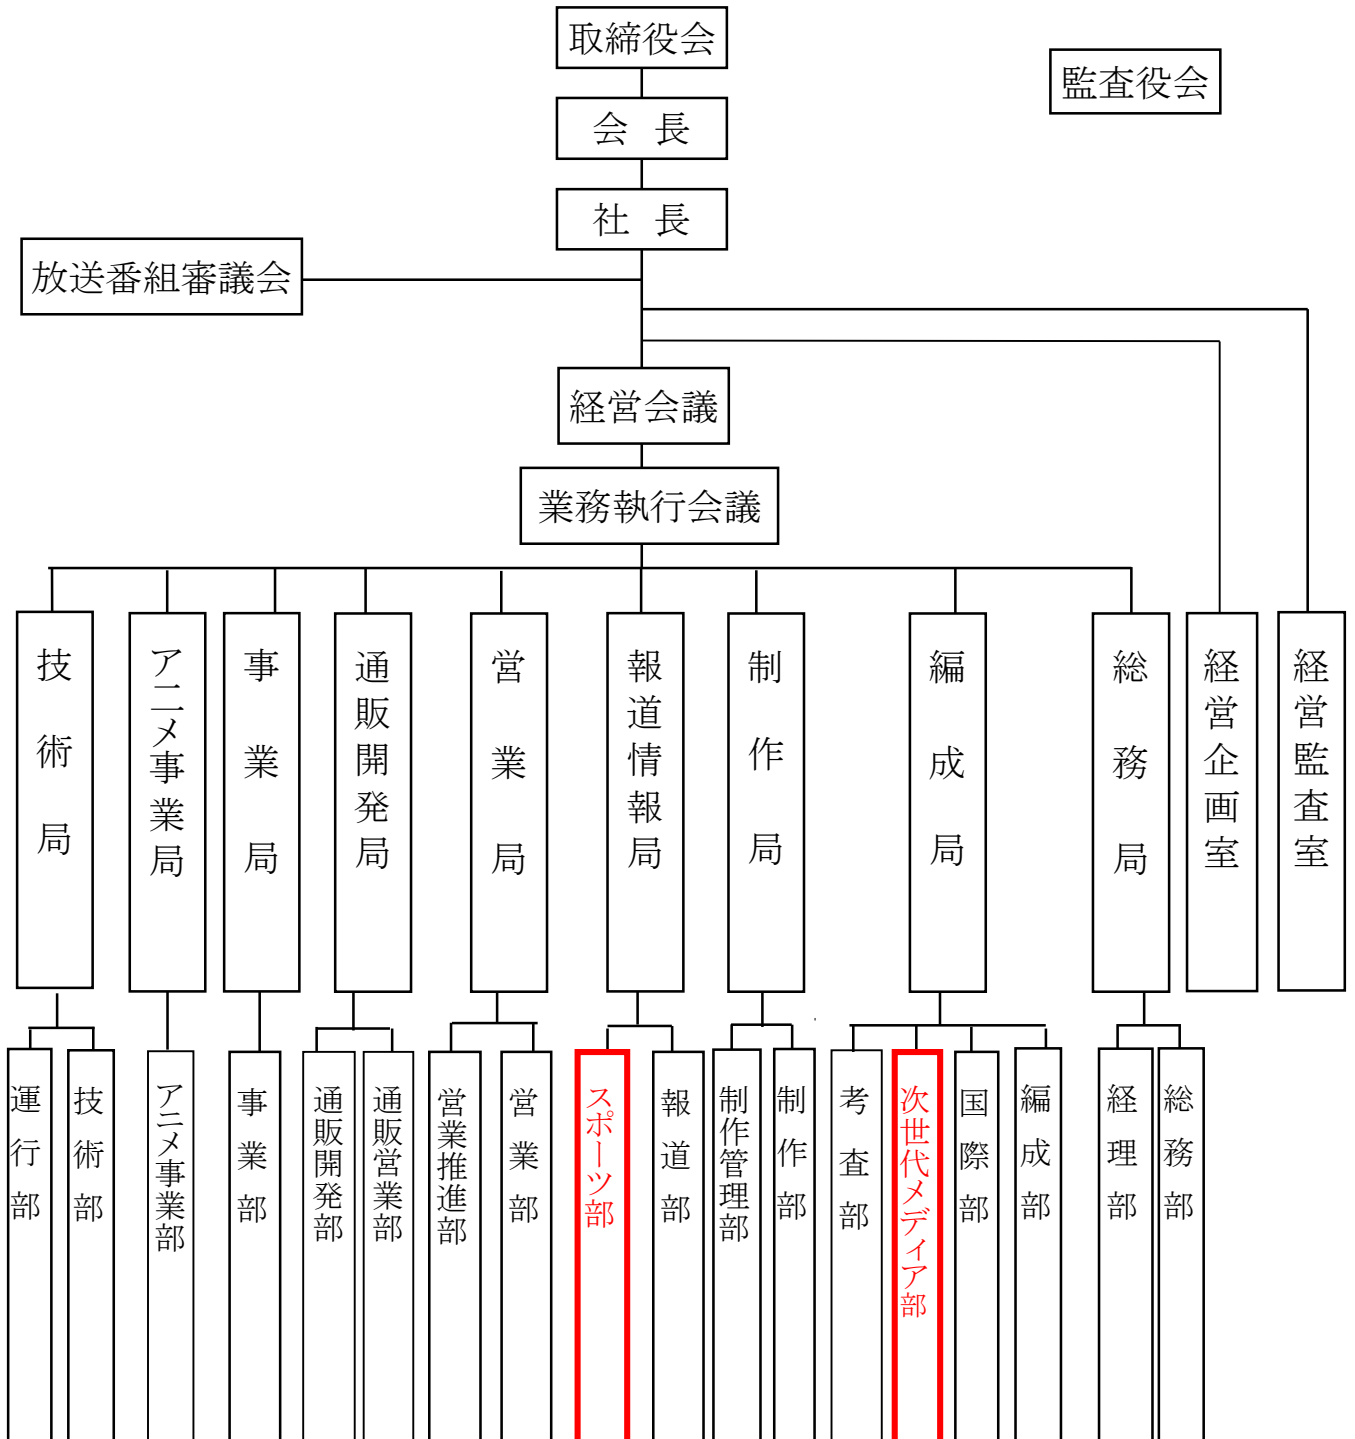 取締役会
監査役会
会 長
社 長
放送番組審議会
経営会議
業務執行会議
技術局
アニメ事業局
事業局
通販開発局
営業局
報道情報局
制作局
編成局
総務局
経営企画室
経営監査室
運行部
技術部
アニメ事業部
事業部
通販開発部
通販営業部
営業推進部
営業部
スポーツ部
報道部
制作管理部
制作部
考査部
次世代メディア部
国際部
編成部
経理部
総務部